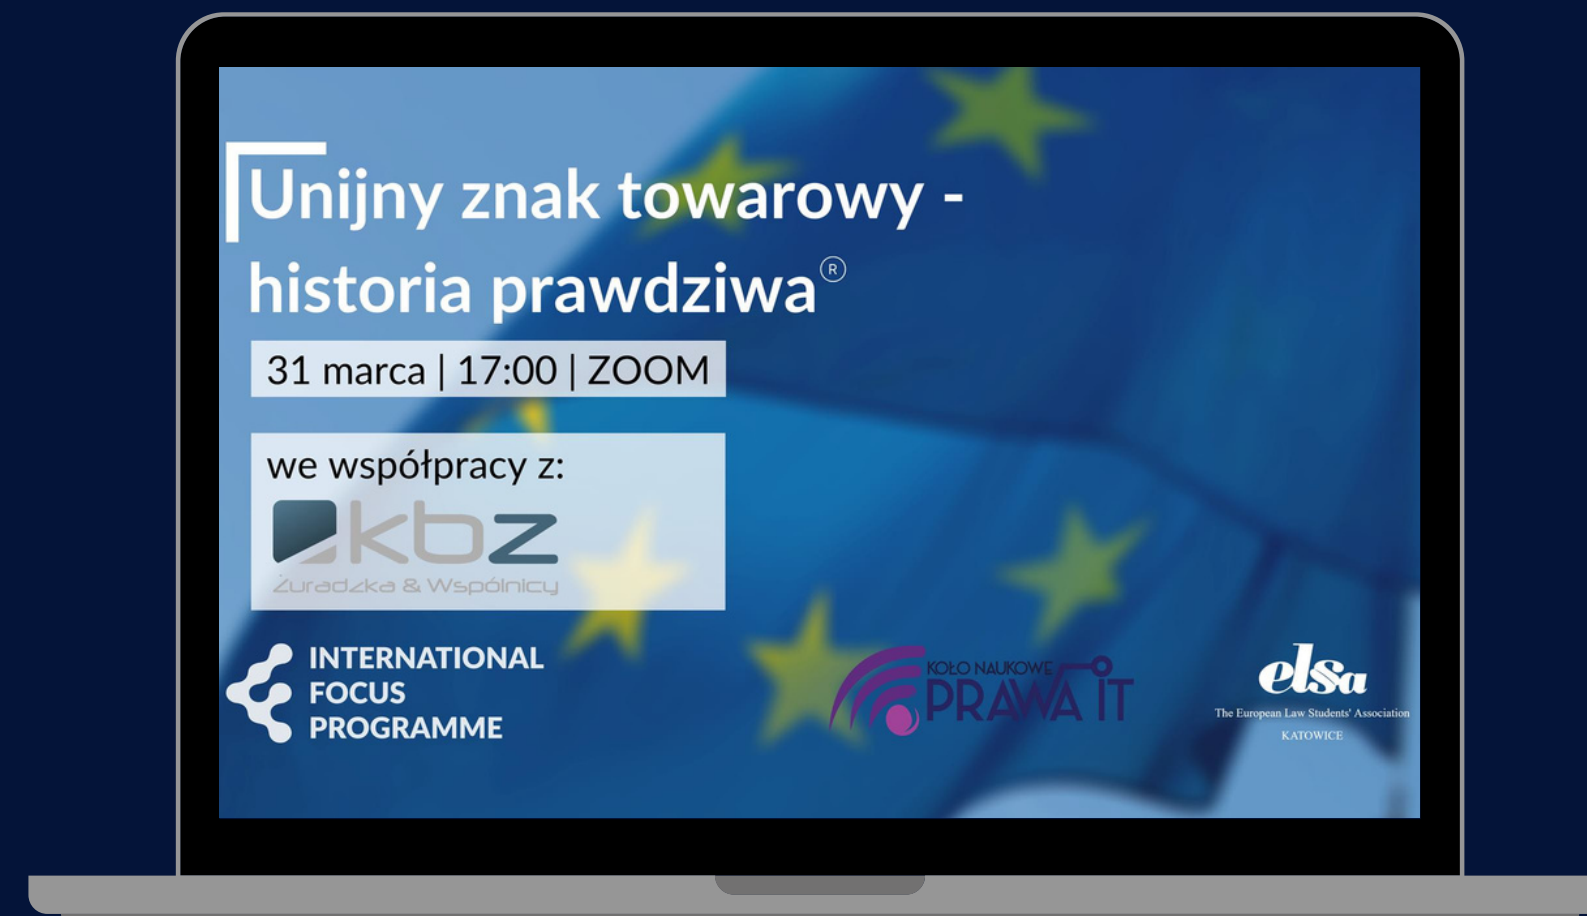 Unijny znak towarowy -
historia prawdziwa®
31 marca | 17:00 | ZOOM
we współpracy z:
kbz
Żuradzka & Wspólnicy
INTERNATIONAL
FOCUS
PROGRAMME
KOŁO NAUKOWE
PRAWA IT
elsa
The European Law Students' Association
KATOWICE